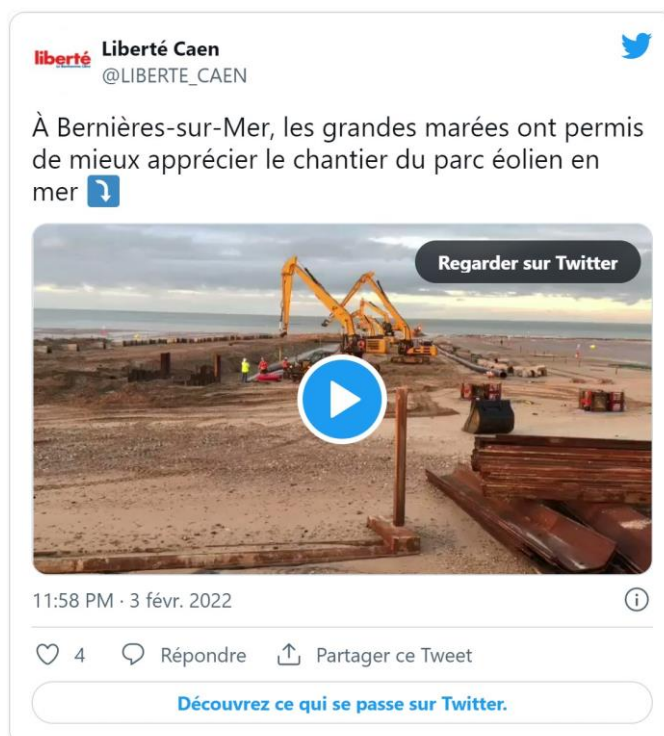 liberté
Liberté Caen
@LIBERTE_CAEN
À Bernières-sur-Mer, les grandes marées ont permis
de mieux apprécier le chantier du parc éolien en
mer ⤵️
Regarder sur Twitter
11:58 PM · 3 févr. 2022
4
Répondre
Partager ce Tweet
Découvrez ce qui se passe sur Twitter.